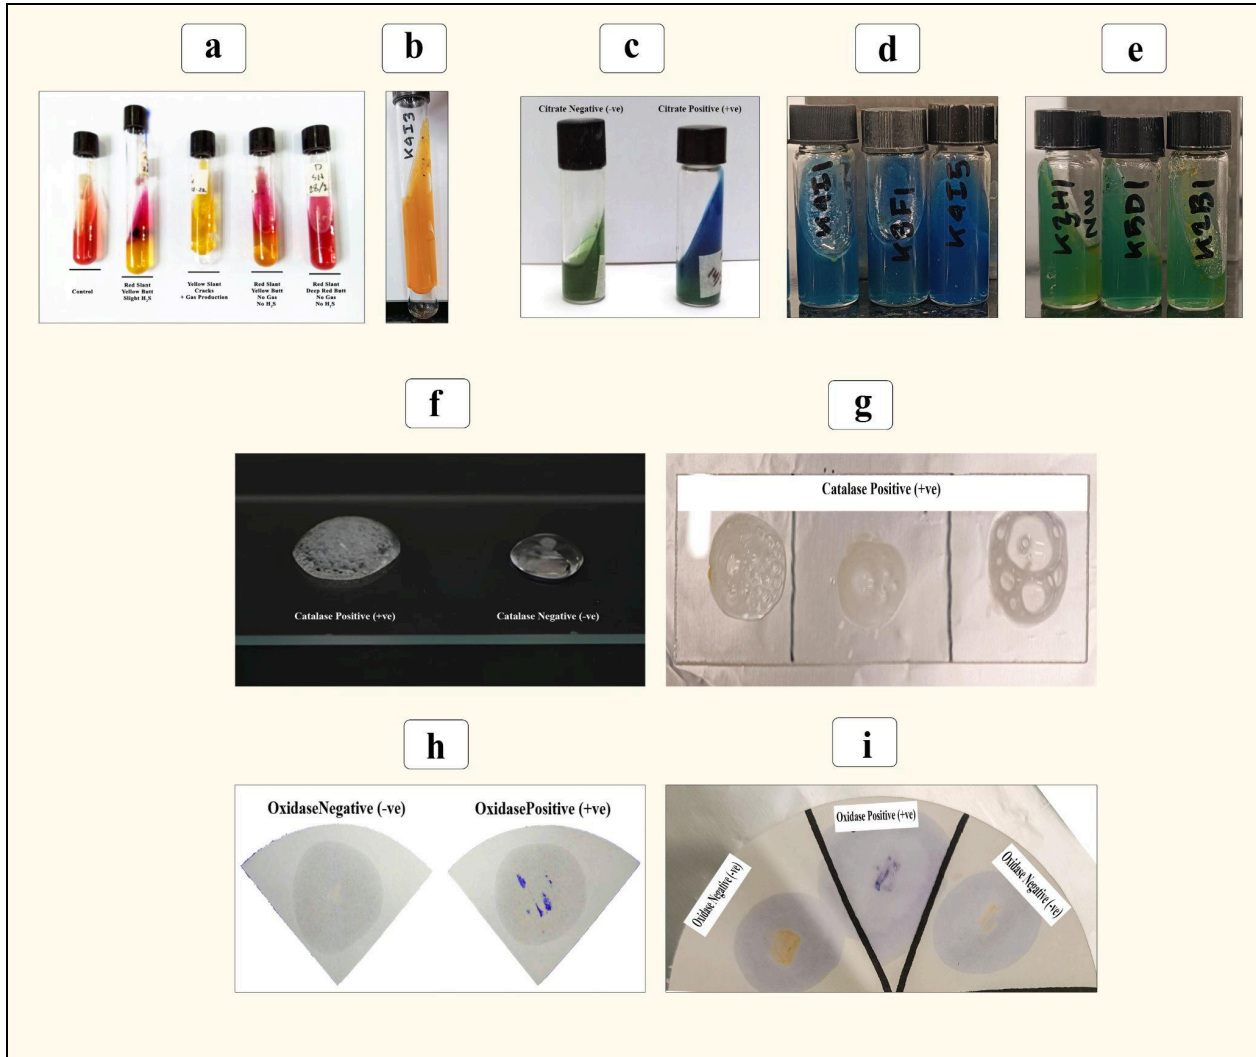 a
b
c
d
e
Control
Red Slant
Yellow Butt
Slight H₂S
Yellow Slant
Cracks
+ Gas Production
Red Slant
Yellow Butt
No Gas
No H₂S
Red Slant
Deep Red Butt
No Gas
No H₂S
K4I3
Citrate Negative (-ve)
Citrate Positive (+ve)
K4E1
K3F1
K4I5
K3H1
NW
K5D1
K2B1
f
g
Catalase Positive (+ve)
Catalase Negative (-ve)
Catalase Positive (+ve)
h
i
OxidaseNegative (-ve)
OxidasePositive (+ve)
Oxidase Negative (-ve)
Oxidase Positive (+ve)
Oxidase Negative (-ve)